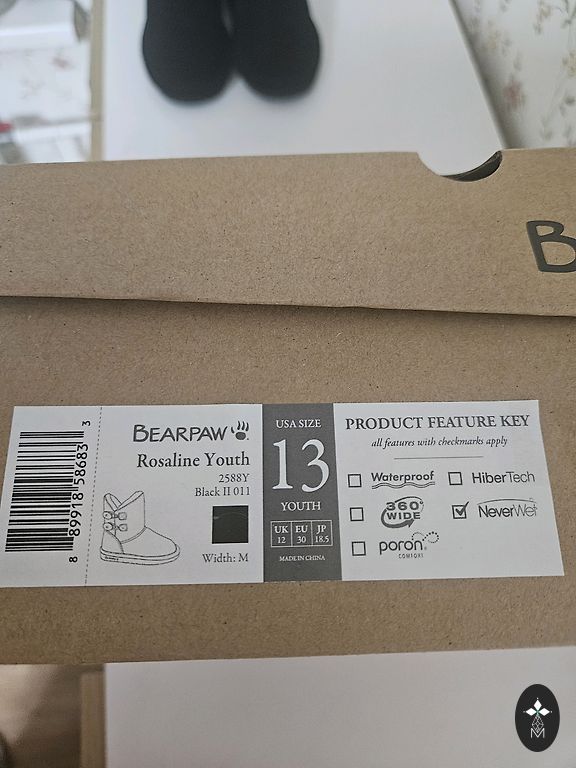 B
8 89918 58683 3
BEARPAW
Rosaline Youth
2588Y
Black II 011
Width: M
USA SIZE
13
YOUTH
UK EU JP
12 30 18.5
MADE IN CHINA
PRODUCT FEATURE KEY
all features with checkmarks apply
Waterproof HiberTech
360° WIDE NeverWet
poron
COMFORT
M